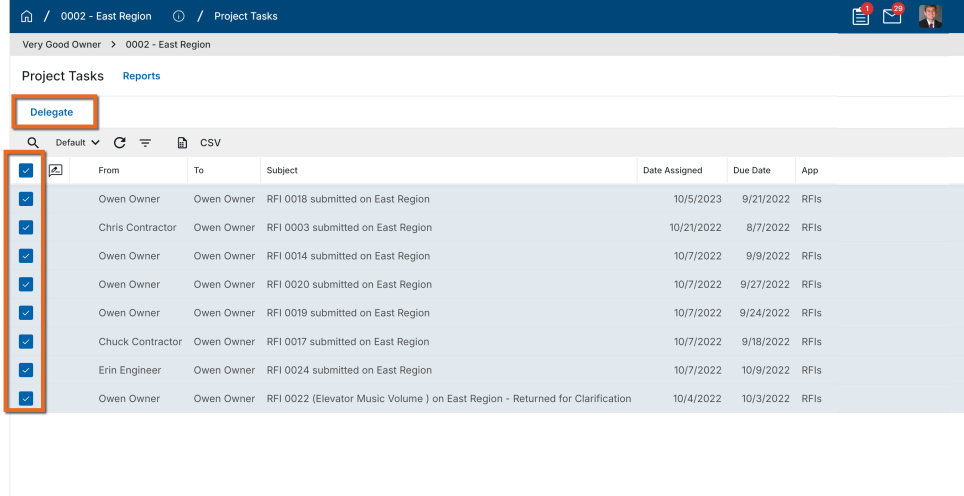 / 0002 - East Region / Project Tasks 1 29
Very Good Owner > 0002 - East Region
Project Tasks Reports
Delegate
Default CSV
From To Subject Date Assigned Due Date App
Owen Owner Owen Owner RFI 0018 submitted on East Region 10/5/2023 9/21/2022 RFIs
Chris Contractor Owen Owner RFI 0003 submitted on East Region 10/21/2022 8/7/2022 RFIs
Owen Owner Owen Owner RFI 0014 submitted on East Region 10/7/2022 9/9/2022 RFIs
Owen Owner Owen Owner RFI 0020 submitted on East Region 10/7/2022 9/27/2022 RFIs
Owen Owner Owen Owner RFI 0019 submitted on East Region 10/7/2022 9/24/2022 RFIs
Chuck Contractor Owen Owner RFI 0017 submitted on East Region 10/7/2022 9/18/2022 RFIs
Erin Engineer Owen Owner RFI 0024 submitted on East Region 10/7/2022 10/9/2022 RFIs
Owen Owner Owen Owner RFI 0022 (Elevator Music Volume ) on East Region - Returned for Clarification 10/4/2022 10/3/2022 RFIs